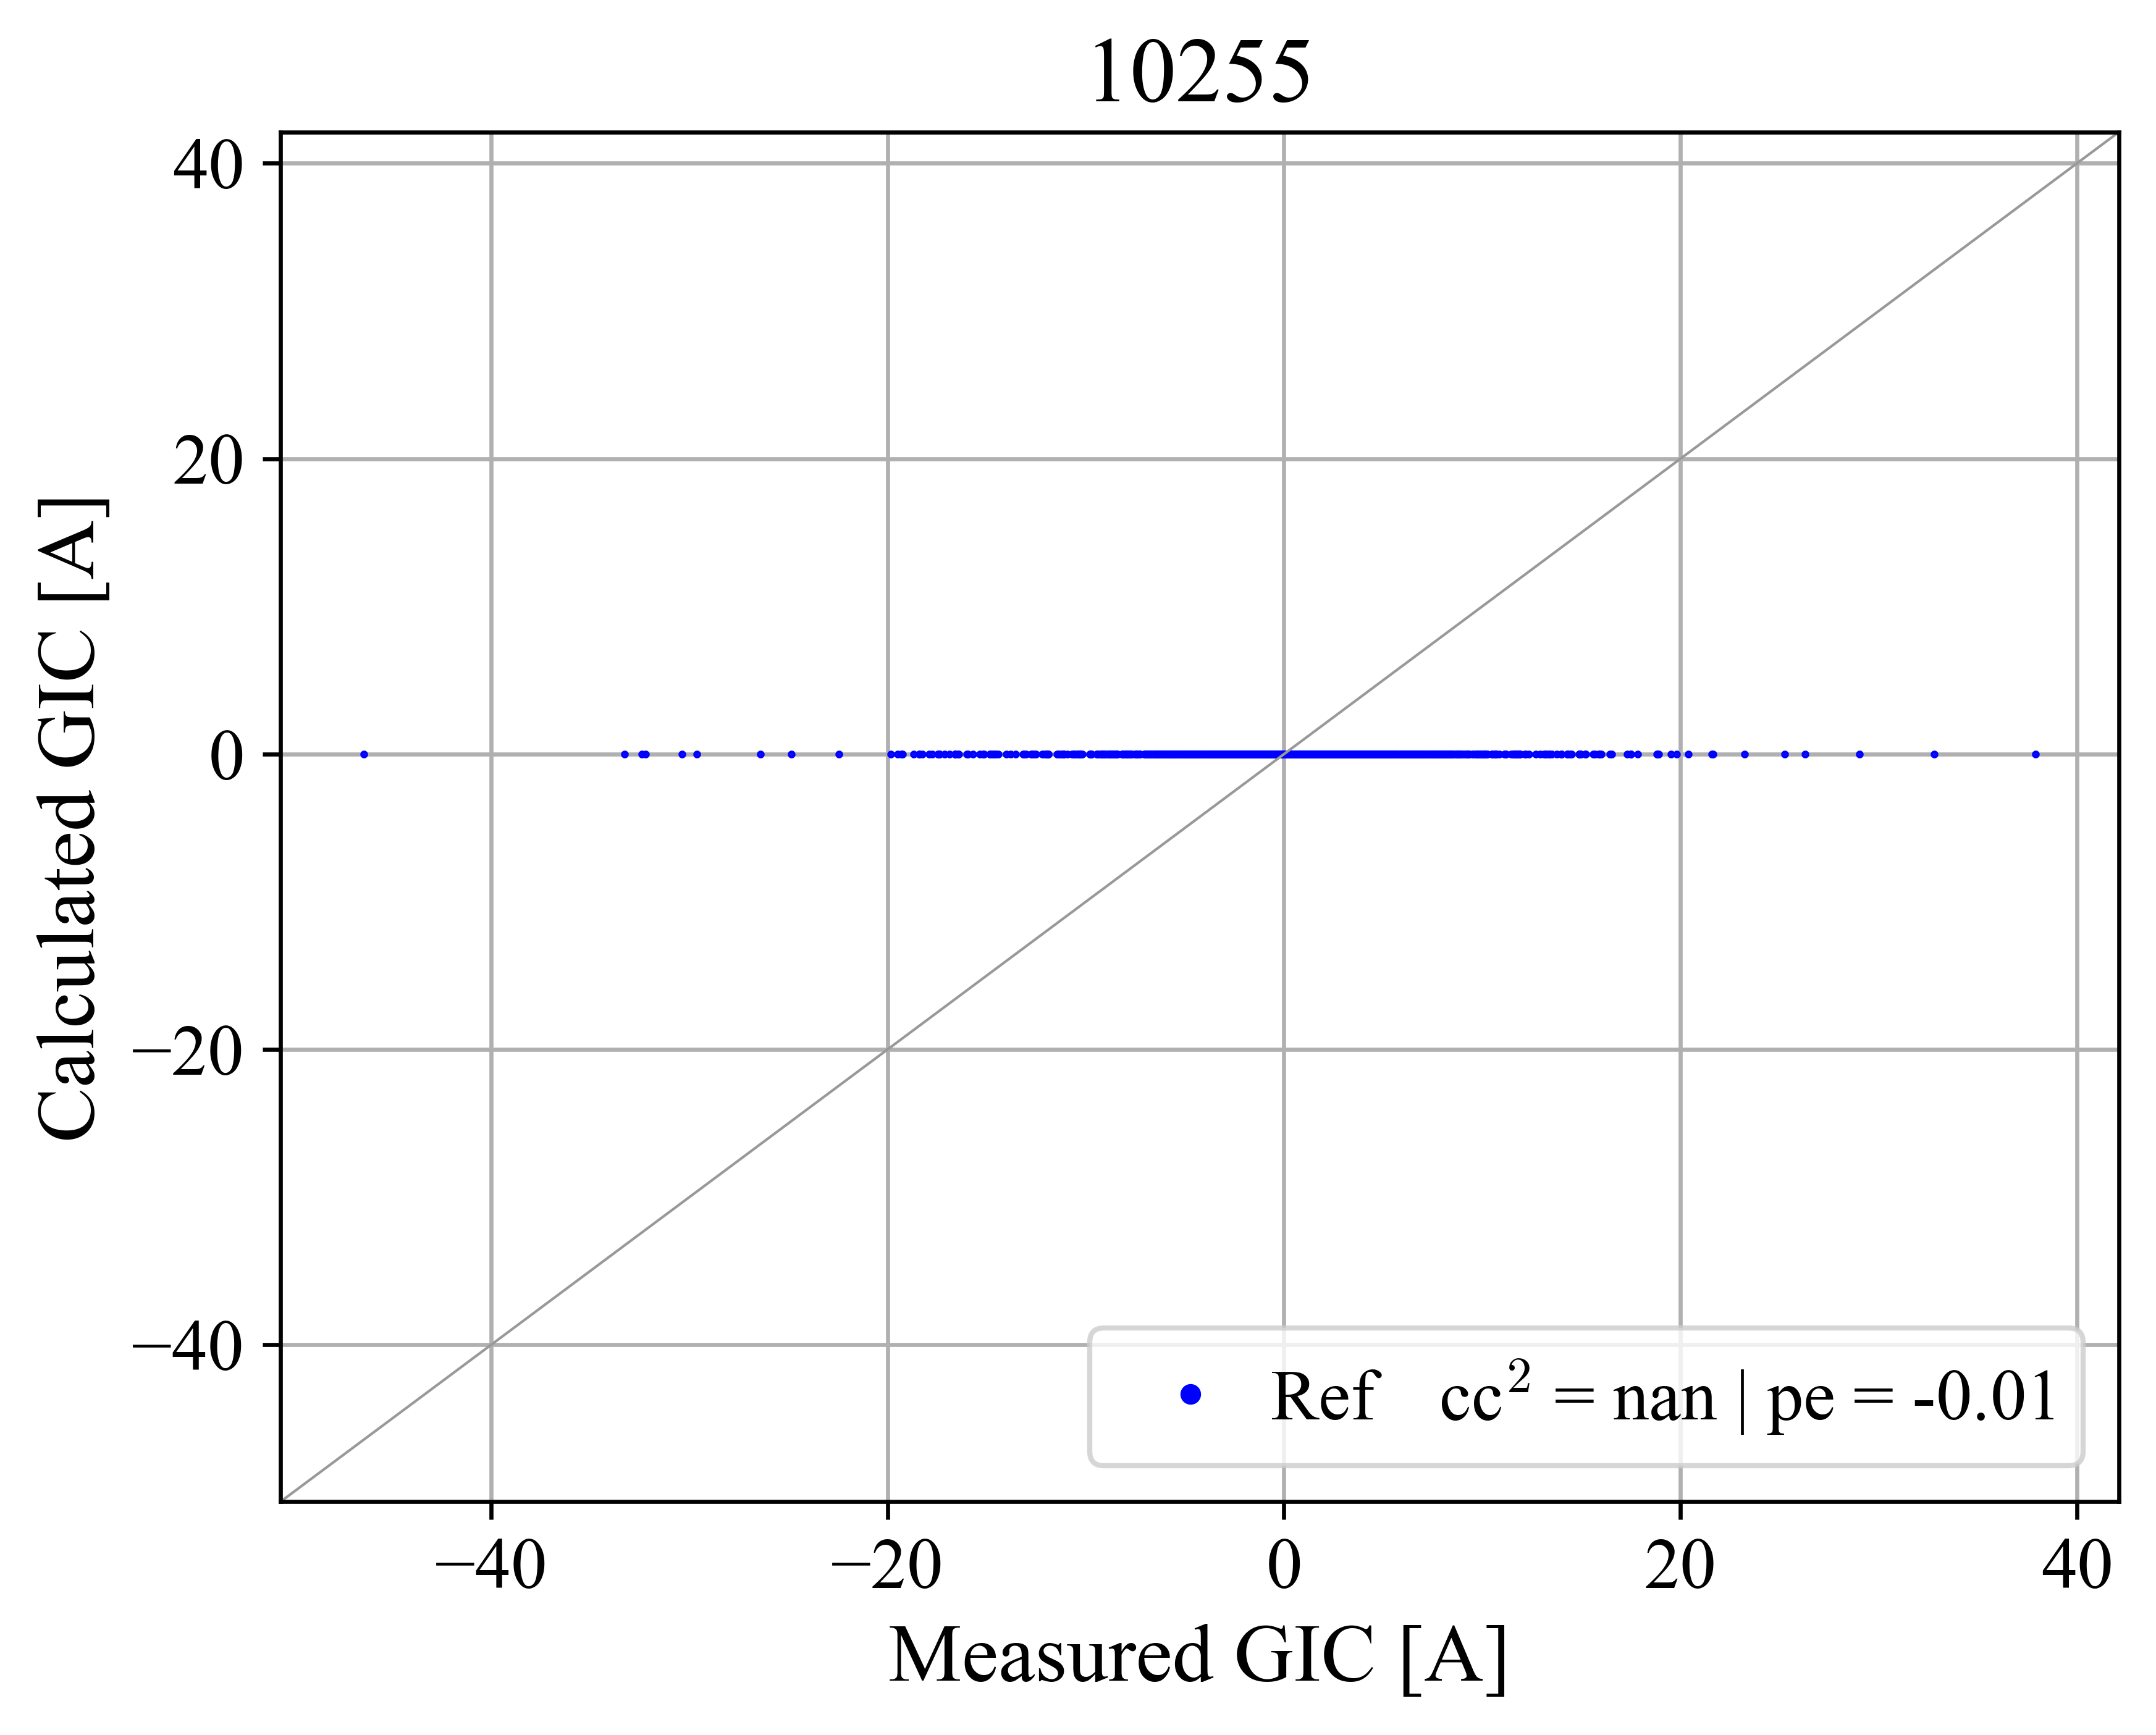 10255
Calculated GIC [A]
40
20
0
−20
−40
Ref cc² = nan | pe = -0.01
−40 −20 0 20 40
Measured GIC [A]